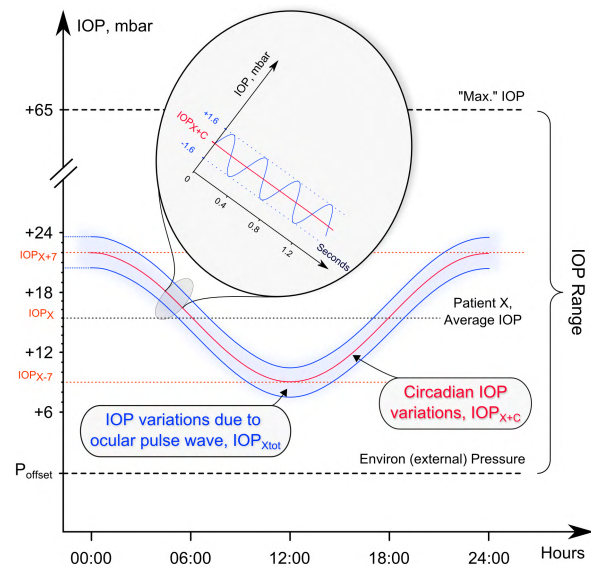 IOP, mbar
+65
"Max." IOP
IOP, mbar
+1.6
IOPX+C
-1.6
0
0.4
0.8
1.2
Seconds
+24
IOPX+7
+18
IOPX
Patient X,
Average IOP
+12
IOPX-7
+6
IOP Range
Circadian IOP
variations, IOPX+C
IOP variations due to
ocular pulse wave, IOPXtot
Environ (external) Pressure
Poffset
00:00
06:00
12:00
18:00
24:00
Hours